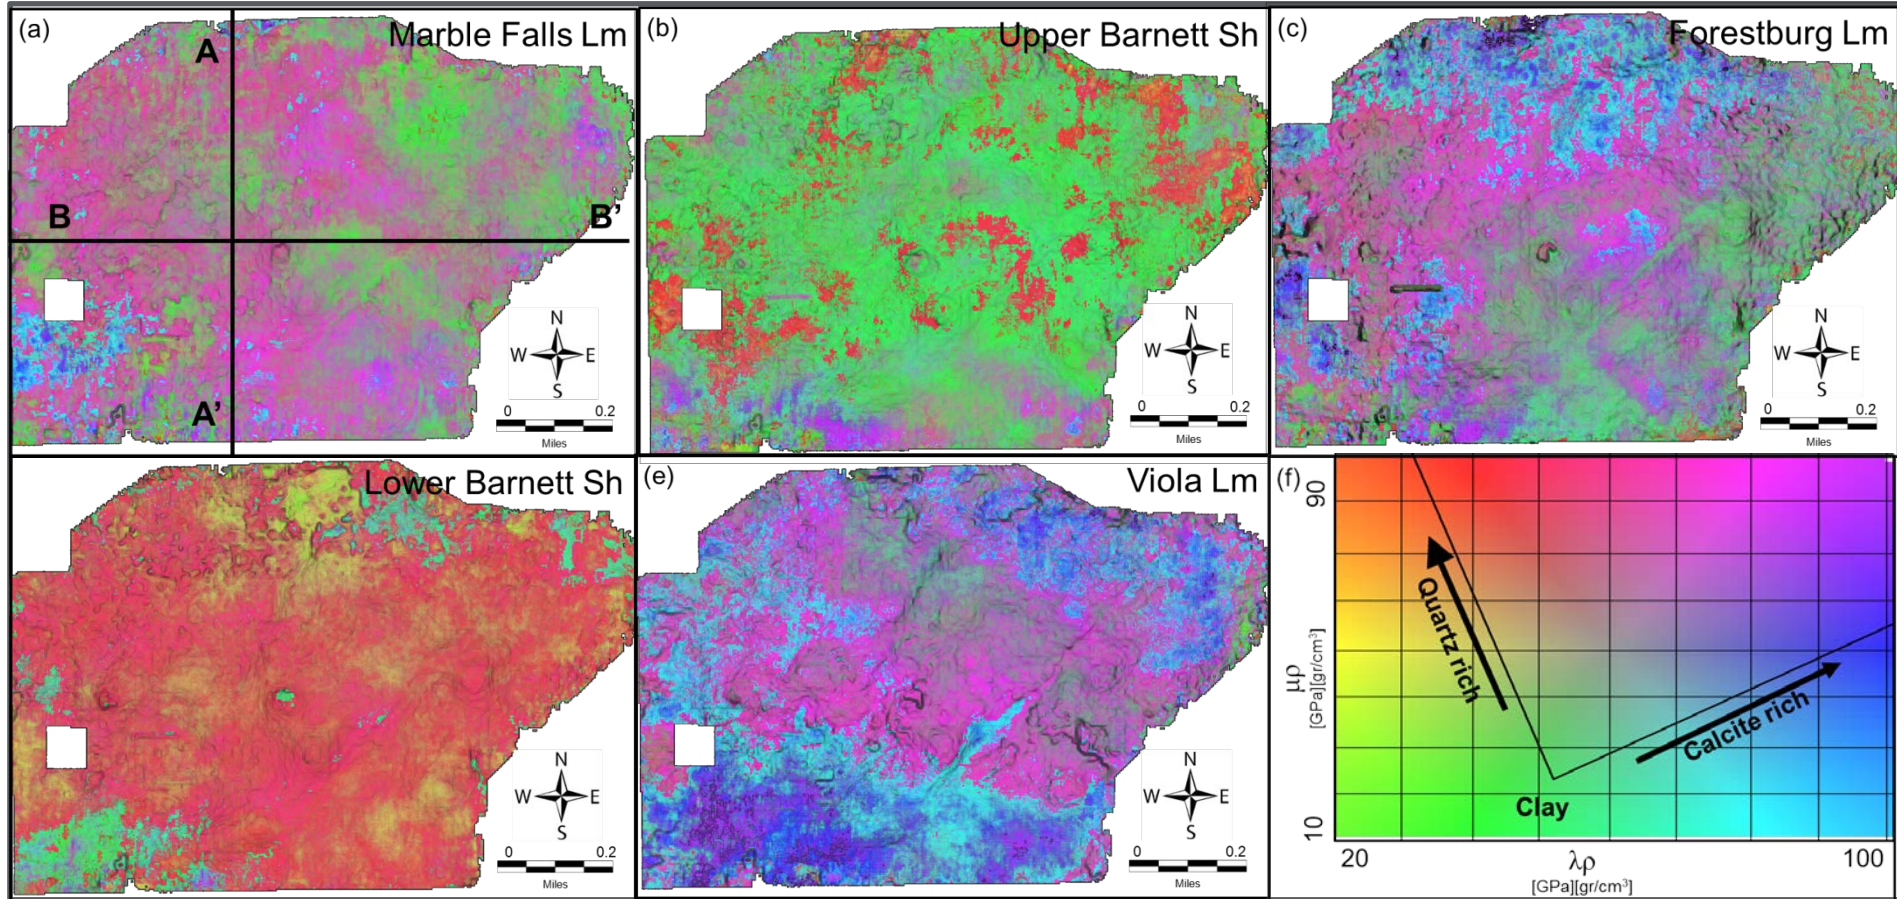 (a)
Marble Falls Lm
A
B
B'
A'
N
W
E
S
0
0.2
Miles
(b)
Upper Barnett Sh
N
W
E
S
0
0.2
Miles
(c)
Forestburg Lm
N
W
E
S
0
0.2
Miles
Lower Barnett Sh
N
W
E
S
0
0.2
Miles
(e)
Viola Lm
N
W
E
S
0
0.2
Miles
(f)
90
μρ
[GPa][gr/cm³]
10
Quartz rich
Calcite rich
Clay
20
λρ
100
[GPa][gr/cm³]